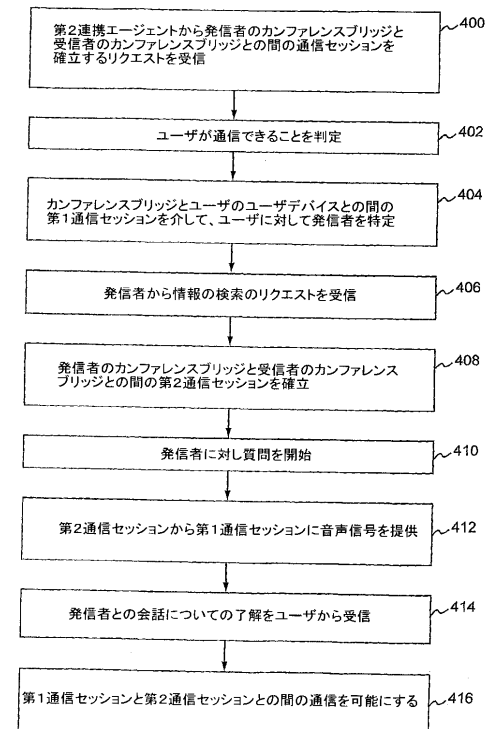 第2連携エージェントから発信者のカンファレンスブリッジと
受信者のカンファレンスブリッジとの間の通信セッションを
確立するリクエストを受信
400
ユーザが通信できることを判定
402
カンファレンスブリッジとユーザのユーザデバイスとの間の
第1通信セッションを介して、ユーザに対して発信者を特定
404
発信者から情報の検索のリクエストを受信
406
発信者のカンファレンスブリッジと受信者のカンファレンス
ブリッジとの間の第2通信セッションを確立
408
発信者に対し質問を開始
410
第2通信セッションから第1通信セッションに音声信号を提供
412
発信者との会話についての了解をユーザから受信
414
第1通信セッションと第2通信セッションとの間の通信を可能にする
416